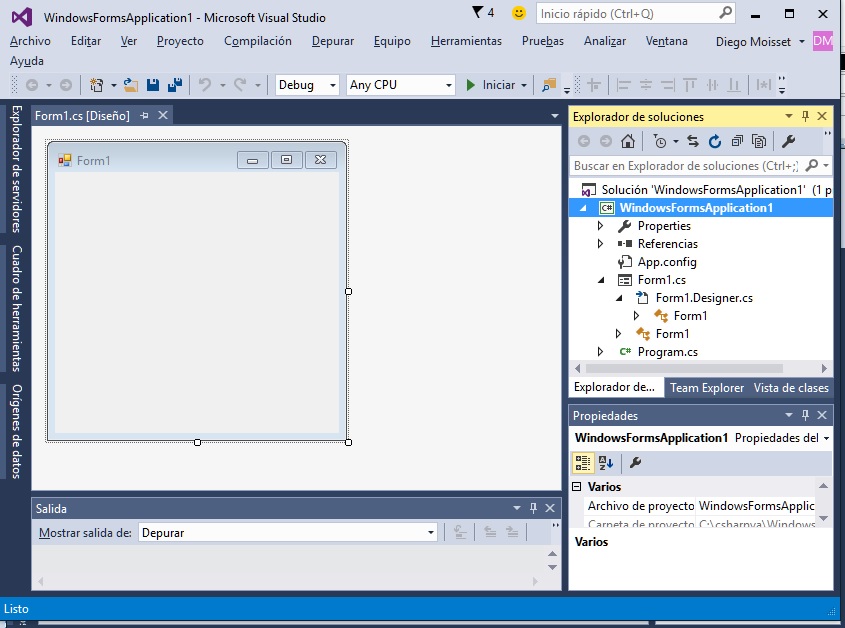 WindowsFormsApplication1 - Microsoft Visual Studio
4
Inicio rápido (Ctrl+Q)
Archivo Editar Ver Proyecto Compilación Depurar Equipo Herramientas Pruebas Analizar Ventana Diego Moisset DM
Ayuda
Debug Any CPU Iniciar
Explorador de servidores
Cuadro de herramientas
Orígenes de datos
Form1.cs [Diseño]
Form1
Explorador de soluciones
Buscar en Explorador de soluciones (Ctrl+;)
Solución 'WindowsFormsApplication1' (1 p
C# WindowsFormsApplication1
Properties
Referencias
App.config
Form1.cs
Form1.Designer.cs
Form1
Form1
C# Program.cs
Explorador de... Team Explorer Vista de clases
Propiedades
WindowsFormsApplication1 Propiedades del
Varios
Archivo de proyecto WindowsFormsApplic
Carpeta de proyecto C:\csharpya\Windows
Varios
Salida
Mostrar salida de: Depurar
Listo